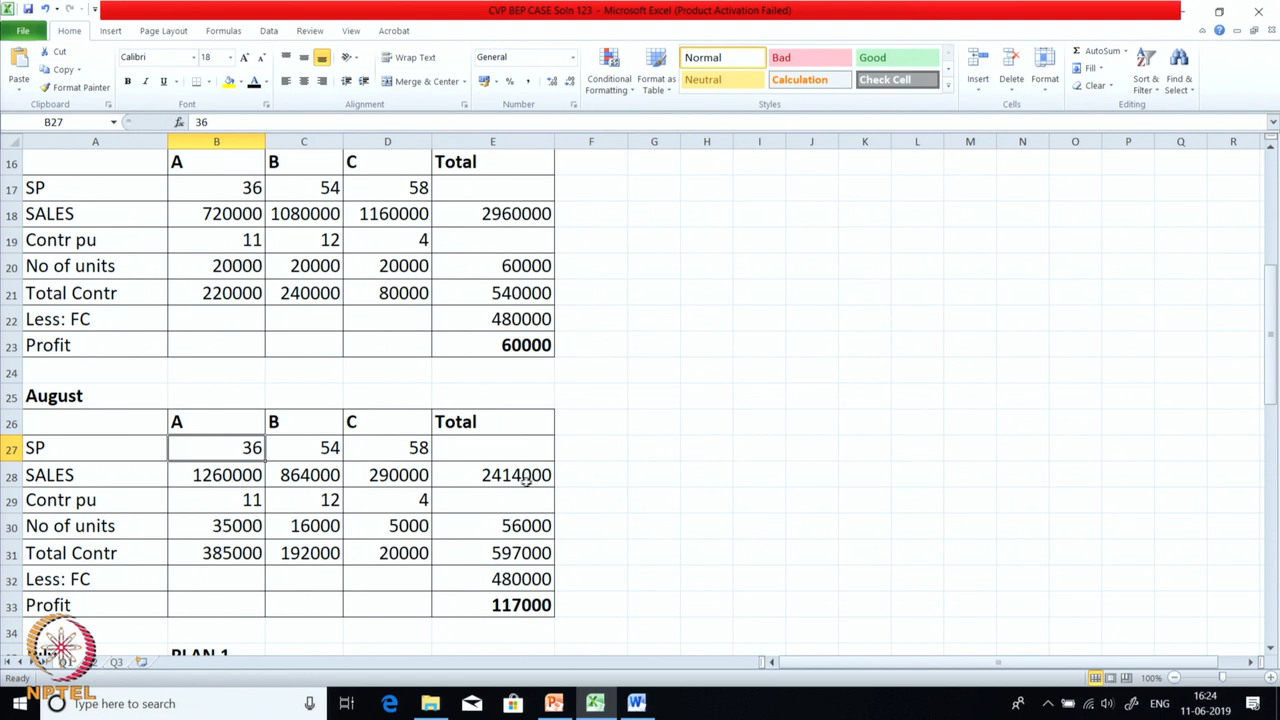 CVP BEP CASE Soln 123 – Microsoft Excel (Product Activation Failed)
File Home Insert Page Layout Formulas Data Review View Acrobat
Paste Cut Copy Format Painter Clipboard
Calibri 18 Font
Wrap Text Merge & Center Alignment
General Number
Conditional Formatting Format as Table
Normal Bad Good
Neutral Calculation Check Cell
Styles
Insert Delete Format Cells
AutoSum Fill Clear Sort & Filter Find & Select Editing
B27 fx 36
A B C D E F G H I J K L M N O P Q R
16 A B C Total
17 SP 36 54 58
18 SALES 720000 1080000 1160000 2960000
19 Contr pu 11 12 4
20 No of units 20000 20000 20000 60000
21 Total Contr 220000 240000 80000 540000
22 Less: FC 480000
23 Profit 60000
24
25 August
26 A B C Total
27 SP 36 54 58
28 SALES 1260000 864000 290000 2414000
29 Contr pu 11 12 4
30 No of units 35000 16000 5000 56000
31 Total Contr 385000 192000 20000 597000
32 Less: FC 480000
33 Profit 117000
34
PLAN 1
Q1 Q3
Ready 100%
NPTEL
Type here to search
ENG 16:24
11-06-2019